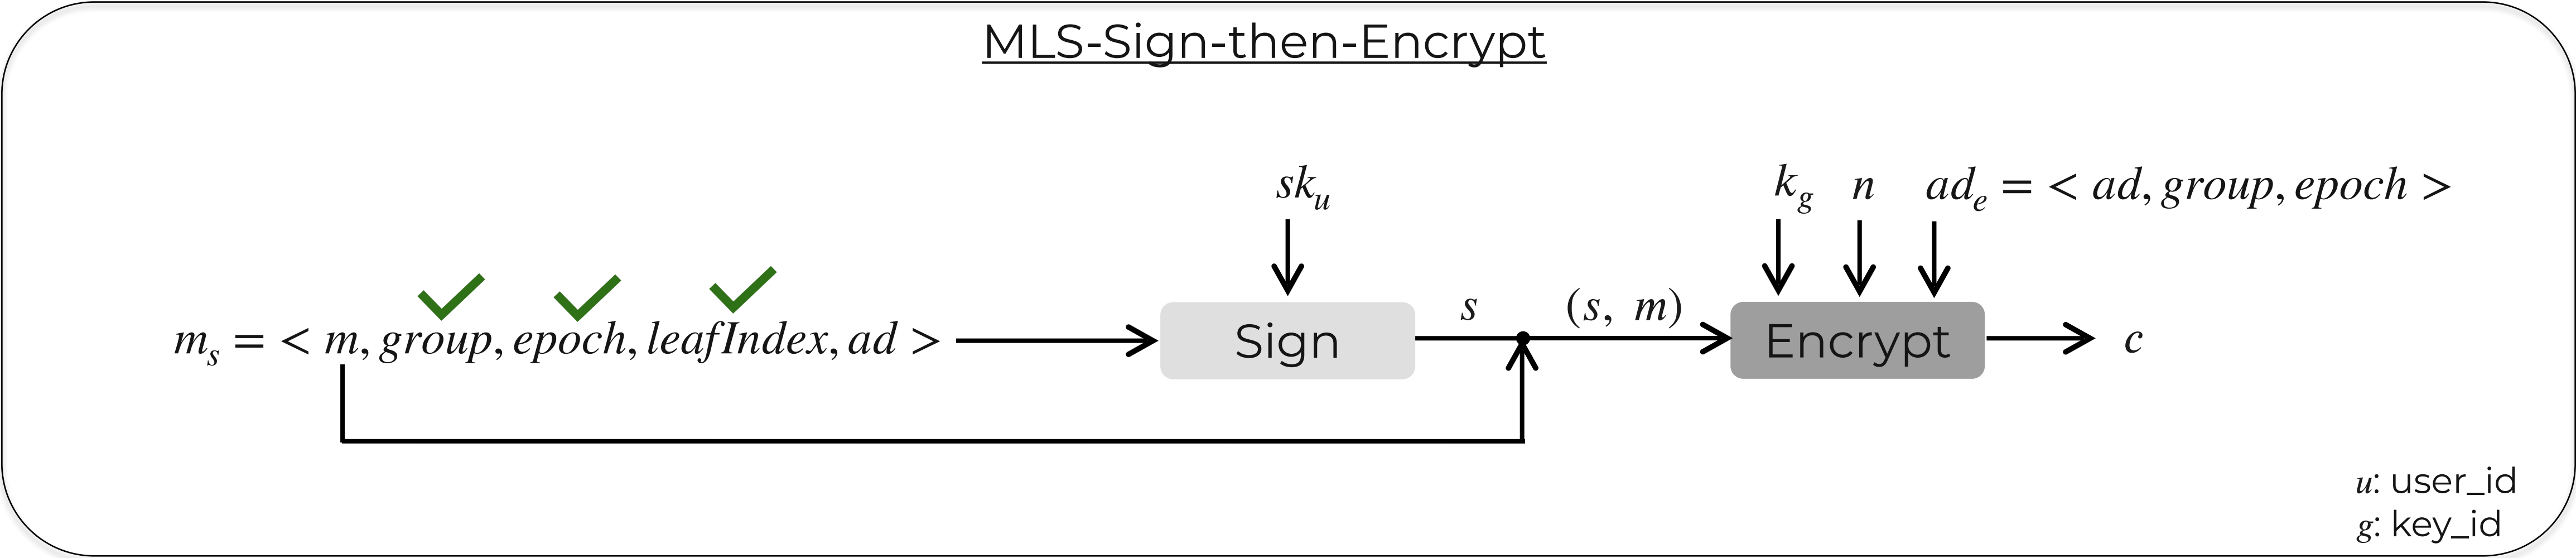 MLS-Sign-then-Encrypt
sk_u
k_g n ad_e = < ad, group, epoch >
m_s = < m, group, epoch, leafIndex, ad >
Sign
s
(s, m)
Encrypt
c
u: user_id
g: key_id